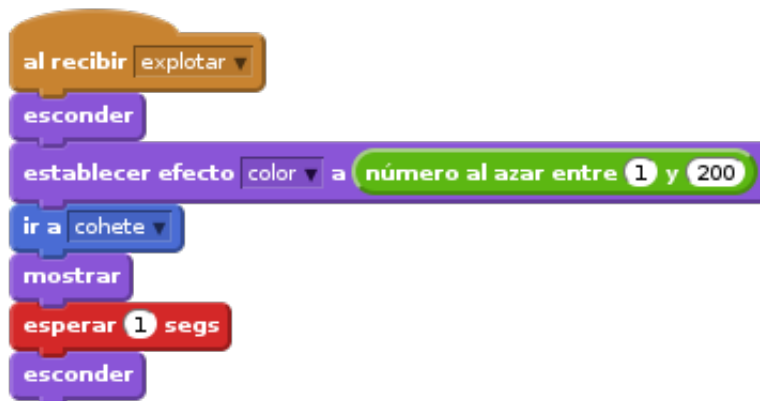 al recibir explotar
esconder
establecer efecto color a número al azar entre 1 y 200
ir a cohete
mostrar
esperar 1 segs
esconder